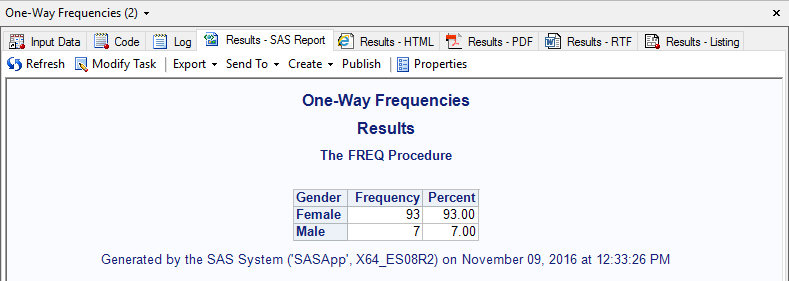 One-Way Frequencies (2)
Input Data Code Log Results - SAS Report Results - HTML Results - PDF Results - RTF Results - Listing
Refresh Modify Task Export Send To Create Publish Properties
One-Way Frequencies
Results
The FREQ Procedure
Gender Frequency Percent
Female 93 93.00
Male 7 7.00
Generated by the SAS System ('SASApp', X64_ES08R2) on November 09, 2016 at 12:33:26 PM